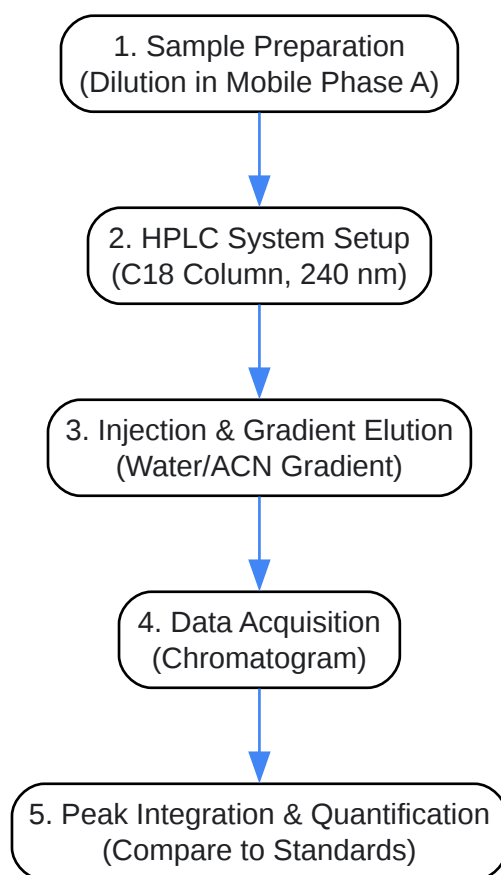 1. Sample Preparation
(Dilution in Mobile Phase A)
2. HPLC System Setup
(C18 Column, 240 nm)
3. Injection & Gradient Elution
(Water/ACN Gradient)
4. Data Acquisition
(Chromatogram)
5. Peak Integration & Quantification
(Compare to Standards)